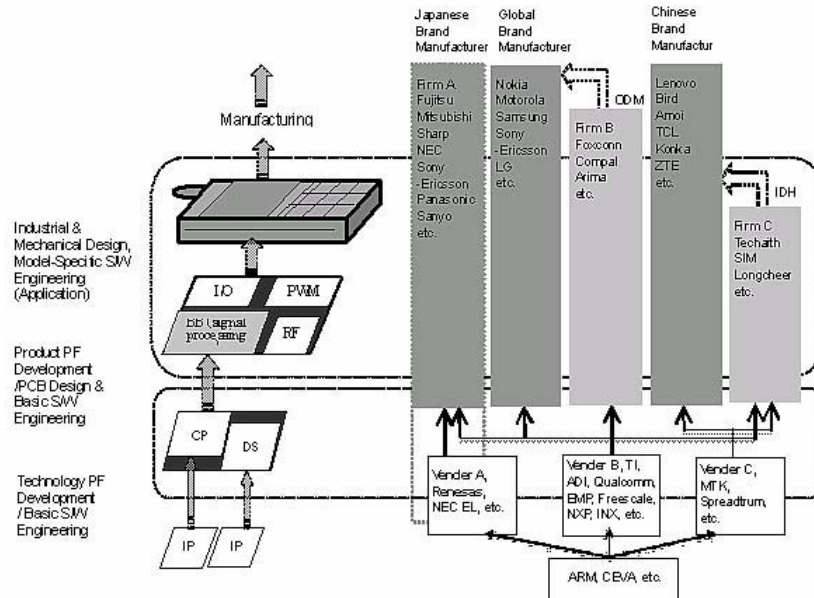 Japanese
Brand
Manufacturer
Global
Brand
Manufacturer
Chinese
Brand
Manufactur
Manufacturing
Firm A
Fujitsu
Mitsubishi
Sharp
NEC
Sony
-Ericsson
Panasonic
Sanyo
etc.
Nokia
Motorola
Samsung
Sony
-Ericsson
LG
etc.
ODM
Firm B
Foxconn
Compal
Arima
etc.
Lenovo
Bird
Amoi
TCL
Konka
ZTE
etc.
IDH
Firm C
Techaith
SIM
Longcheer
etc.
Industrial &
Mechanical Design,
Model-Specific S/W
Engineering
(Application)
I/O
PWM
BB (signal
processing
RF
Product PF
Development
/PCB Design &
Basic S/W
Engineering
CP
DS
Technology PF
Development
/Basic S/W
Engineering
IP
IP
Vender A,
Renesas,
NEC EL, etc.
Vender B, TI,
ADI, Qualcomm,
EMP, Freescale,
NXP, INX, etc.
Vender C,
MTK,
Spreadtrum,
etc.
ARM, CEVA, etc.